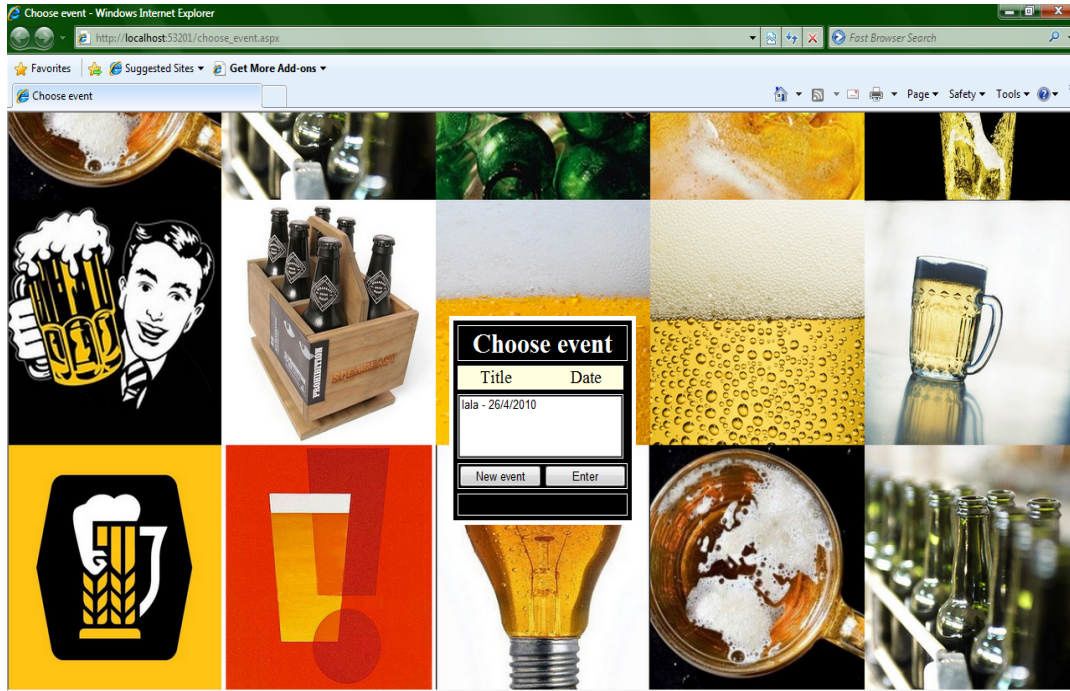 Choose event - Windows Internet Explorer
http://localhost:53201/choose_event.aspx
Fast Browser Search
Favorites
Suggested Sites
Get More Add-ons
Choose event
Page
Safety
Tools
PROHIBITION
Choose event
Title Date
lala - 26/4/2010
New event
Enter